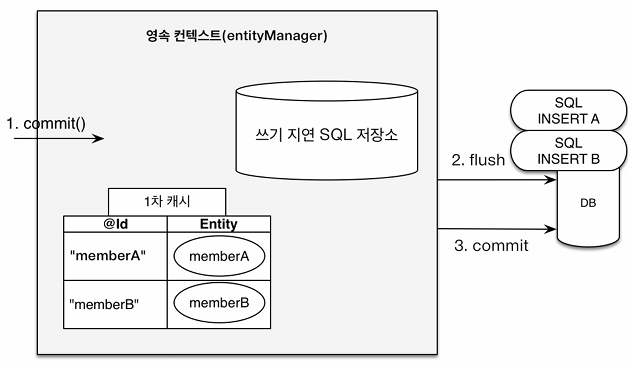 영속 컨텍스트(entityManager)
1. commit()
쓰기 지연 SQL 저장소
SQL
INSERT A
SQL
INSERT B
2. flush
DB
3. commit
1차 캐시
@Id Entity
"memberA" memberA
"memberB" memberB